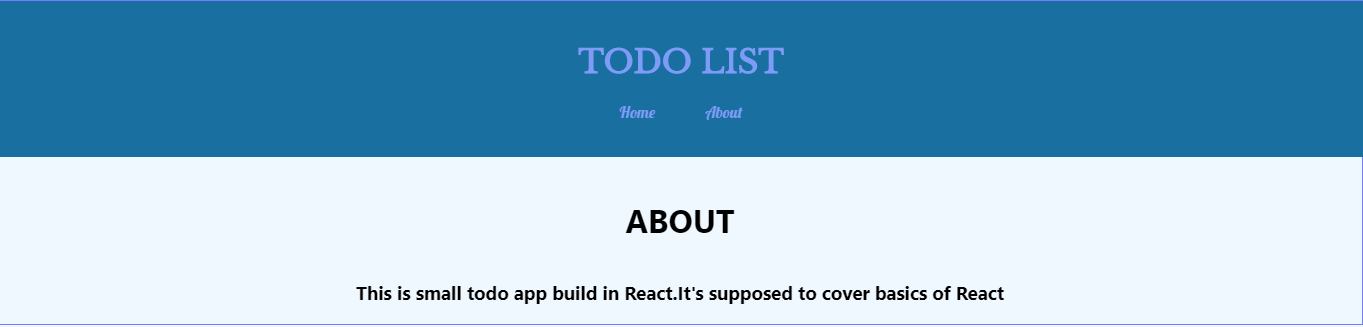 TODO LIST
Home About
ABOUT
This is small todo app build in React.It's supposed to cover basics of React